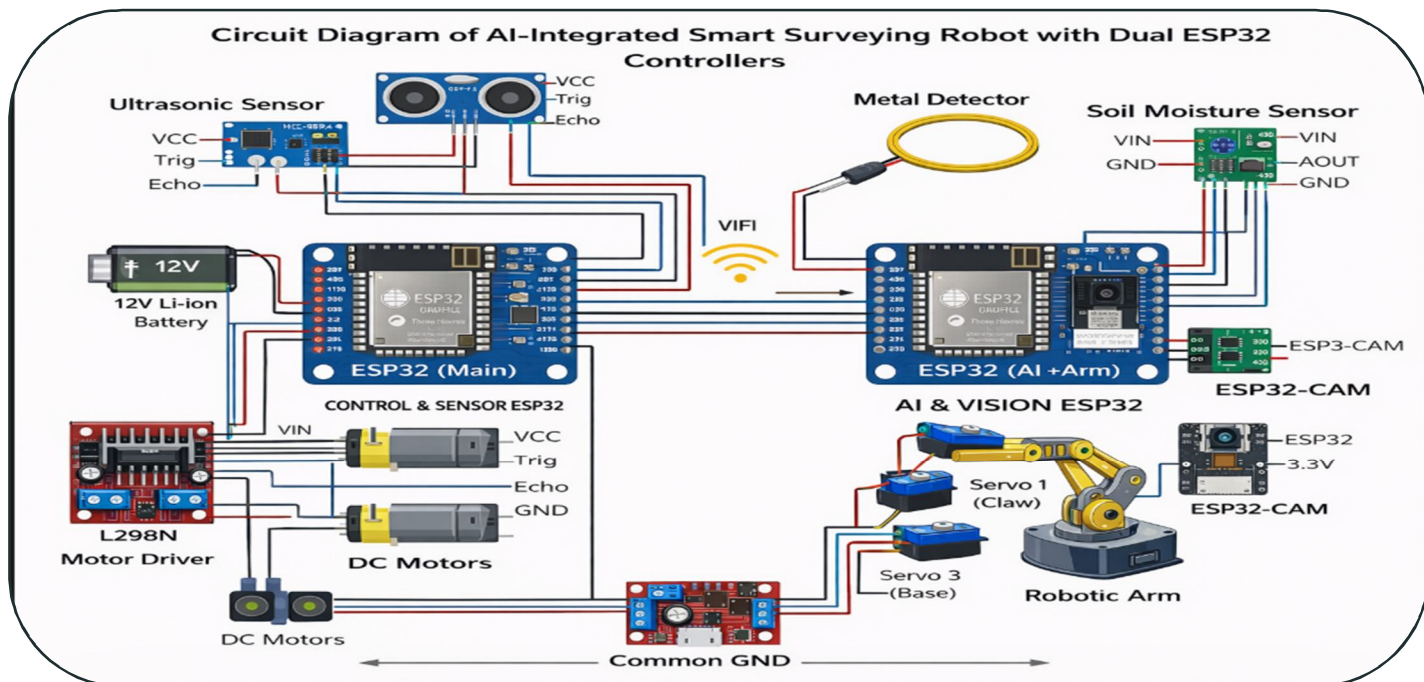 Circuit Diagram of AI-Integrated Smart Surveying Robot with Dual ESP32
Controllers
VCC
Trig
Echo
Ultrasonic Sensor
VCC
Trig
Echo
Metal Detector
Soil Moisture Sensor
VIN
GND
VIN
AOUT
GND
VIFI
12V
12V Li-ion
Battery
ESP32
ESP32 (Main)
CONTROL & SENSOR ESP32
ESP32
ESP32 (AI +Arm)
AI & VISION ESP32
ESP3-CAM
ESP32-CAM
VIN
VCC
Trig
Echo
GND
L298N
Motor Driver
DC Motors
DC Motors
Servo 1
(Claw)
Servo 3
(Base)
Robotic Arm
ESP32
3.3V
ESP32-CAM
Common GND